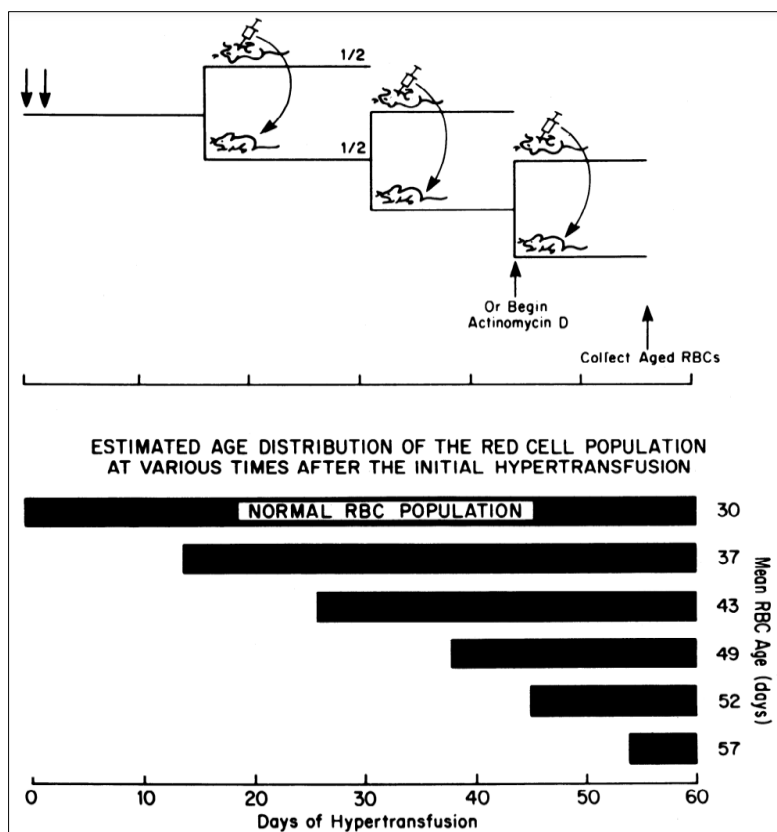 1/2
1/2
Or Begin
Actinomycin D
Collect Aged RBCs
ESTIMATED AGE DISTRIBUTION OF THE RED CELL POPULATION
AT VARIOUS TIMES AFTER THE INITIAL HYPERTRANSFUSION
NORMAL RBC POPULATION
30
37
43
49
52
57
Mean RBC Age (days)
0 10 20 30 40 50 60
Days of Hypertransfusion